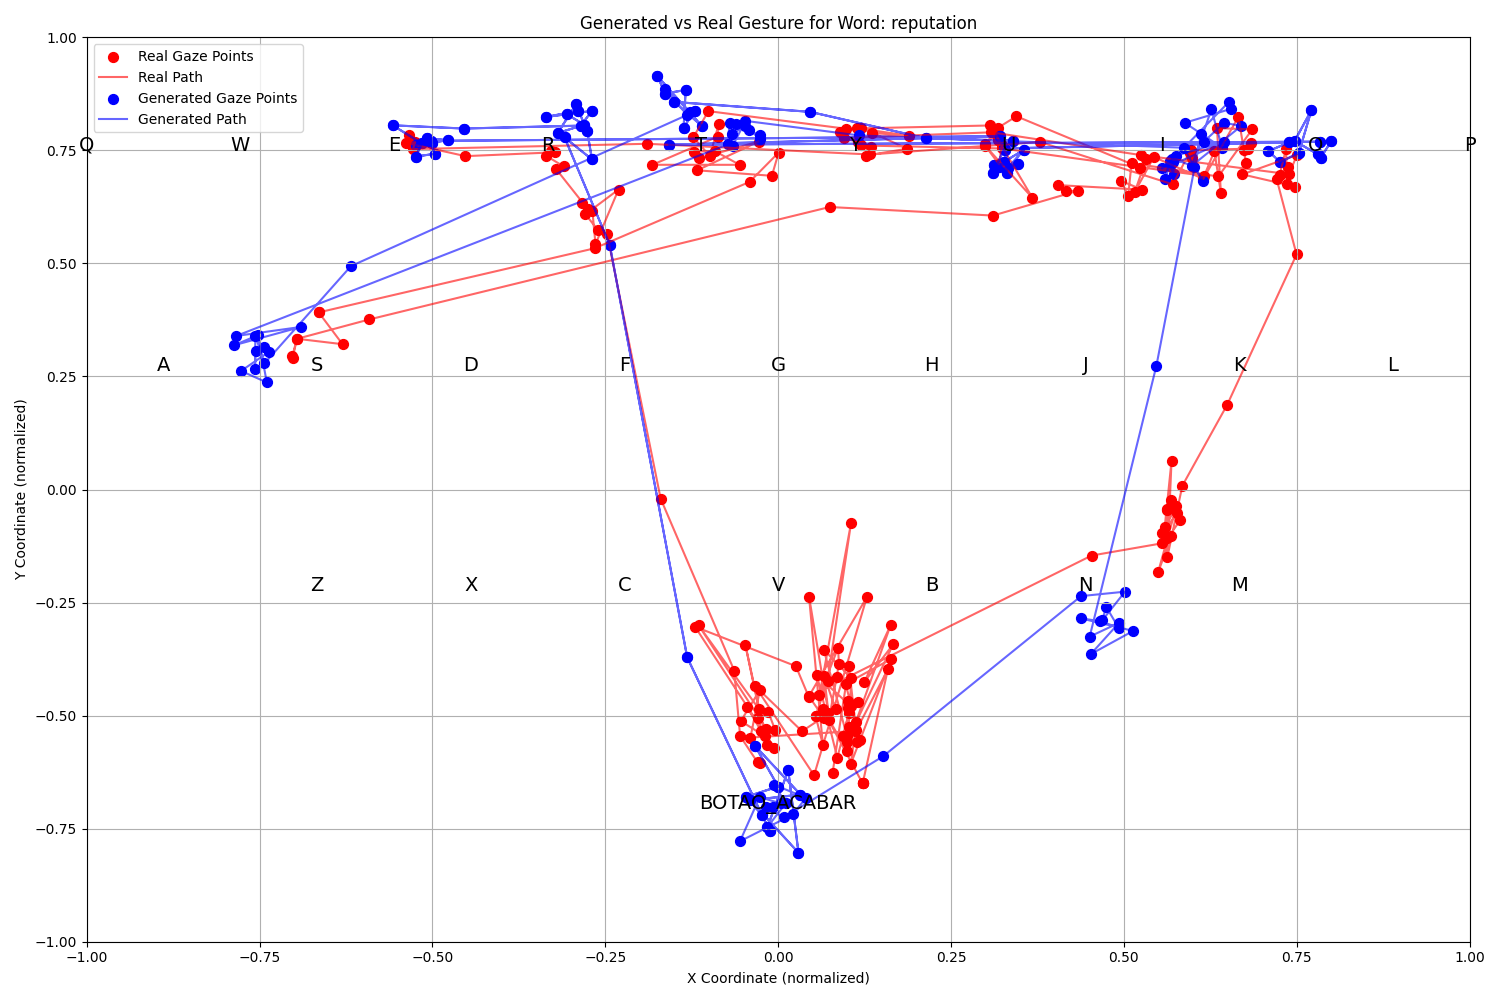 Generated vs Real Gesture for Word: reputation
Real Gaze Points
Real Path
Generated Gaze Points
Generated Path
Q W E R T Y U I O P
A S D F G H J K L
Z X C V B N M
BOTAO_ACABAR
1.00
0.75
0.50
0.25
0.00
−0.25
−0.50
−0.75
−1.00
−1.00 −0.75 −0.50 −0.25 0.00 0.25 0.50 0.75 1.00
X Coordinate (normalized)
Y Coordinate (normalized)